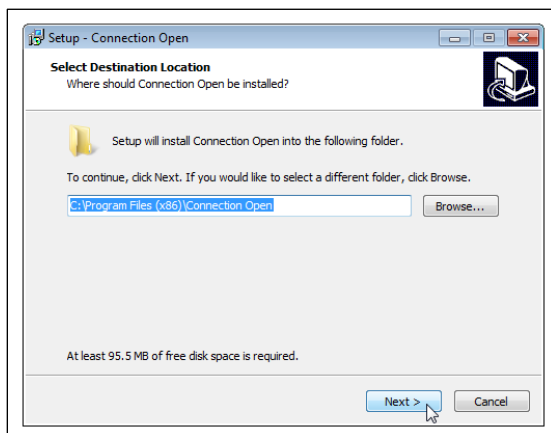 Setup - Connection Open
Select Destination Location
Where should Connection Open be installed?
Setup will install Connection Open into the following folder.
To continue, click Next. If you would like to select a different folder, click Browse.
C:\Program Files (x86)\Connection Open
Browse...
At least 95.5 MB of free disk space is required.
Next >
Cancel